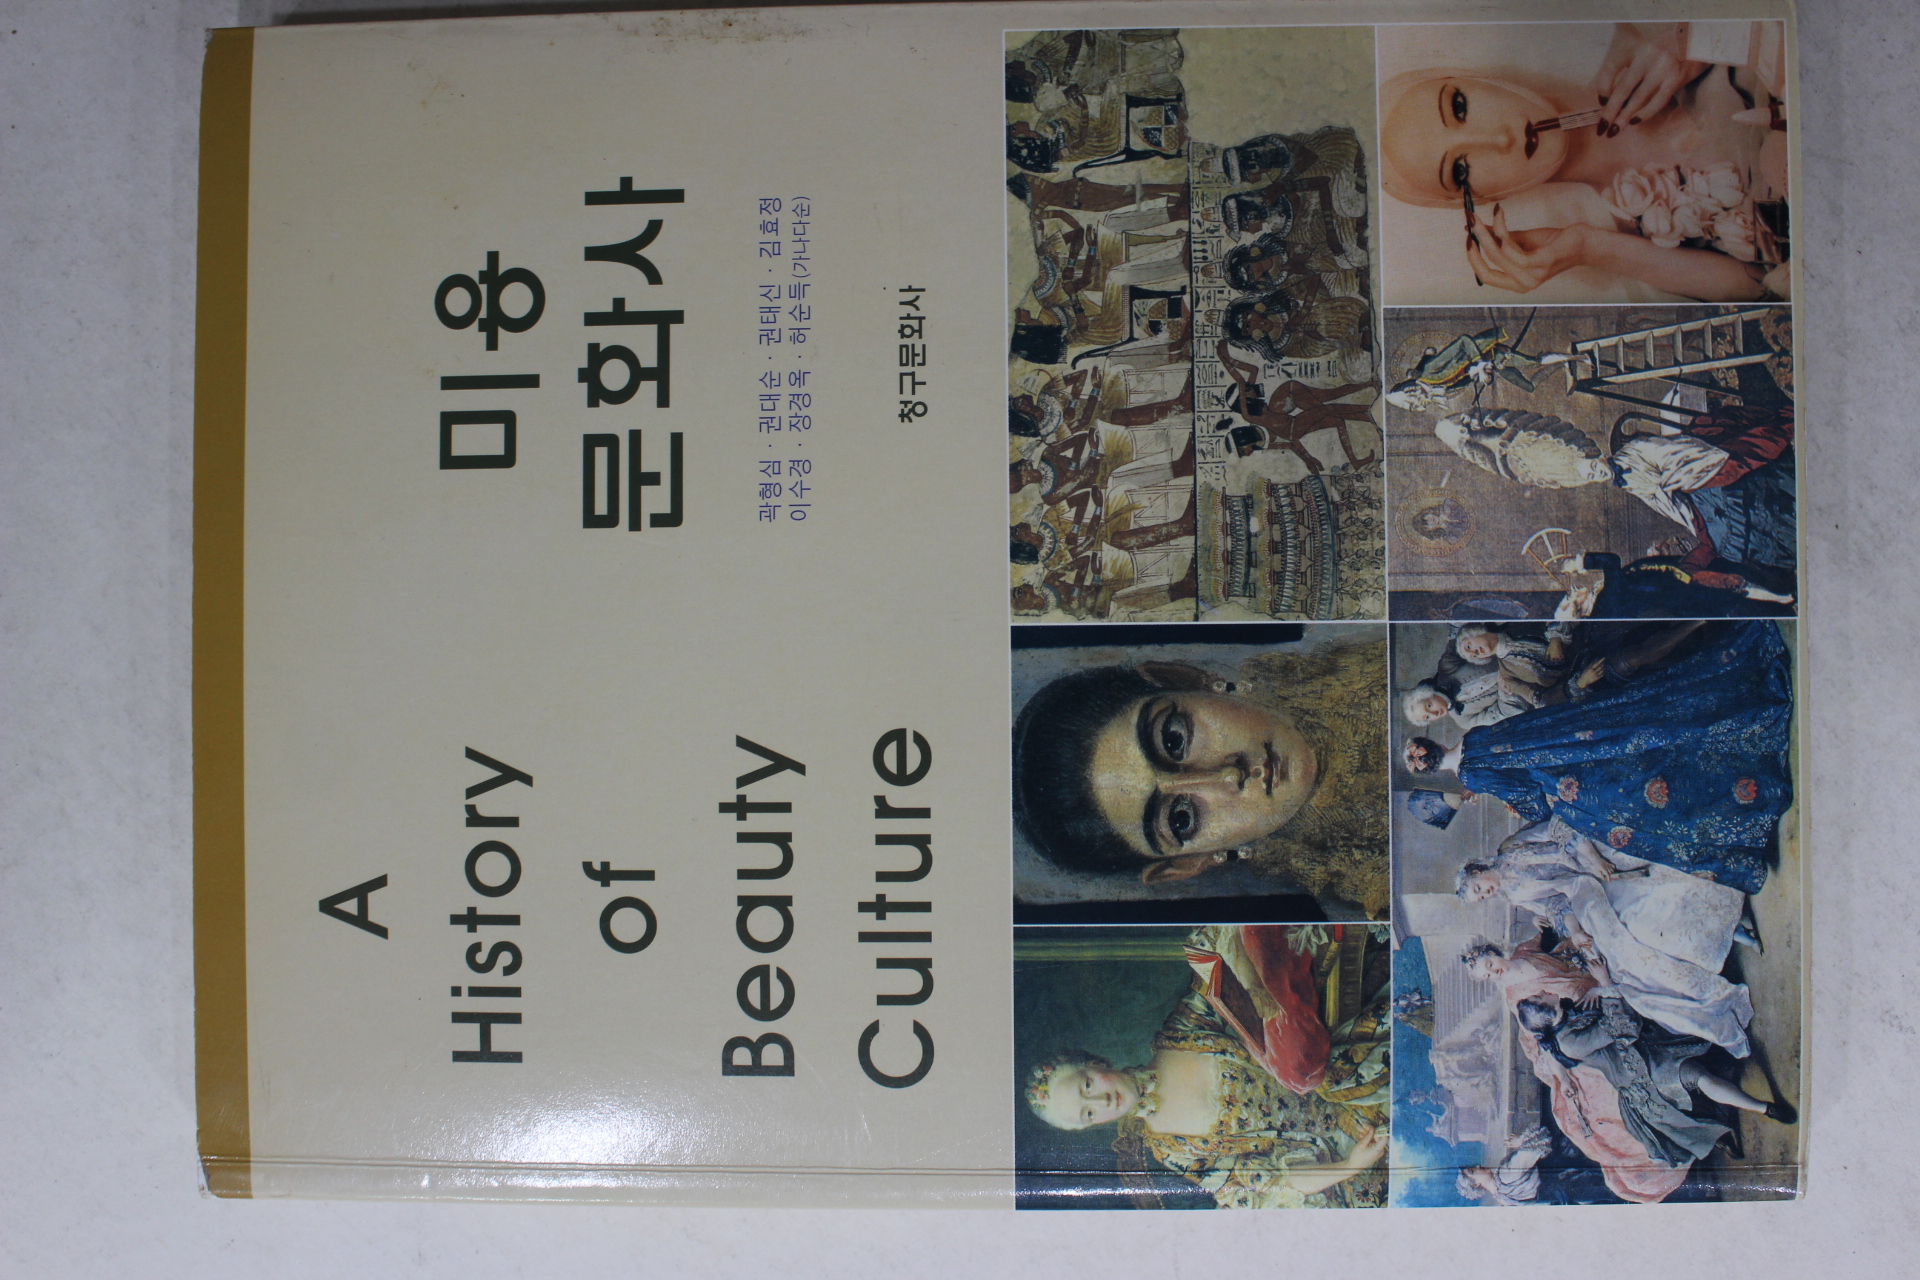 A
History
of
Beauty
Culture
미용
문화사
곽형심 · 권대순 · 권태신 · 김효정
이수경 · 장경옥 · 허순득(가나다순)
청구문화사